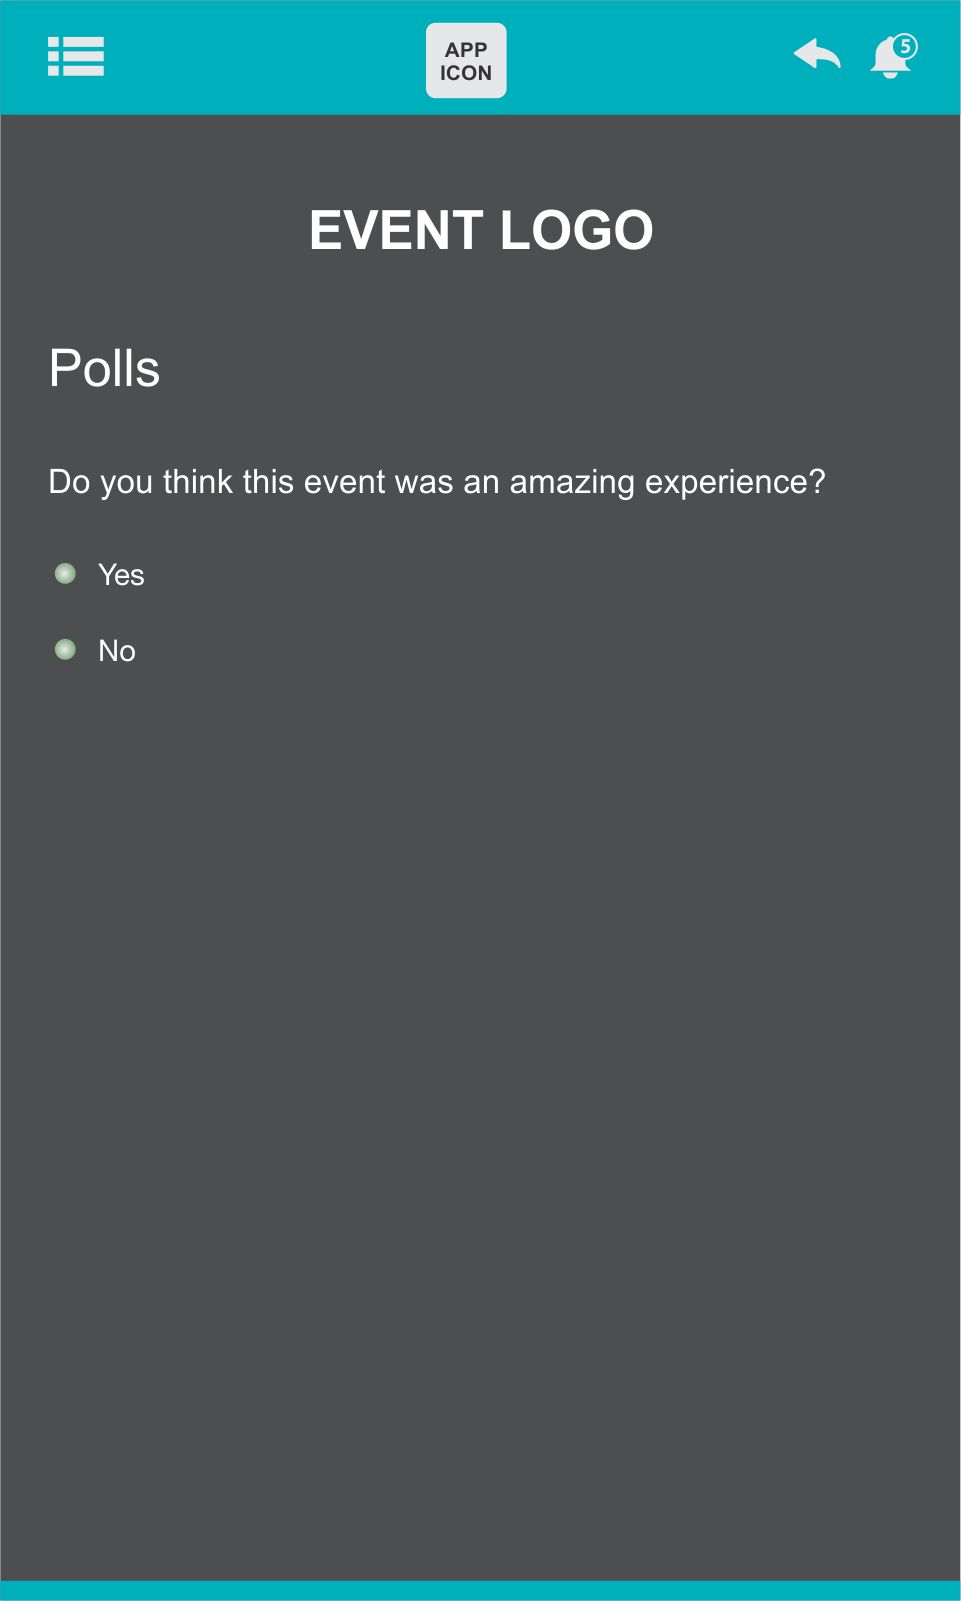 APP
ICON
5
EVENT LOGO
Polls
Do you think this event was an amazing experience?
Yes
No